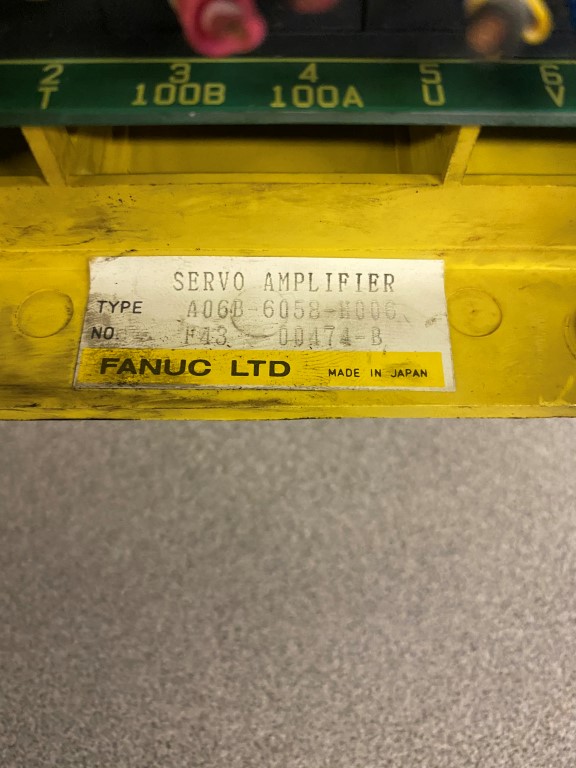 2 3 4 5 6
T 100B 100A U V
SERVO AMPLIFIER
TYPE A06B-6058-H006
NO. F43 00474-B
FANUC LTD MADE IN JAPAN